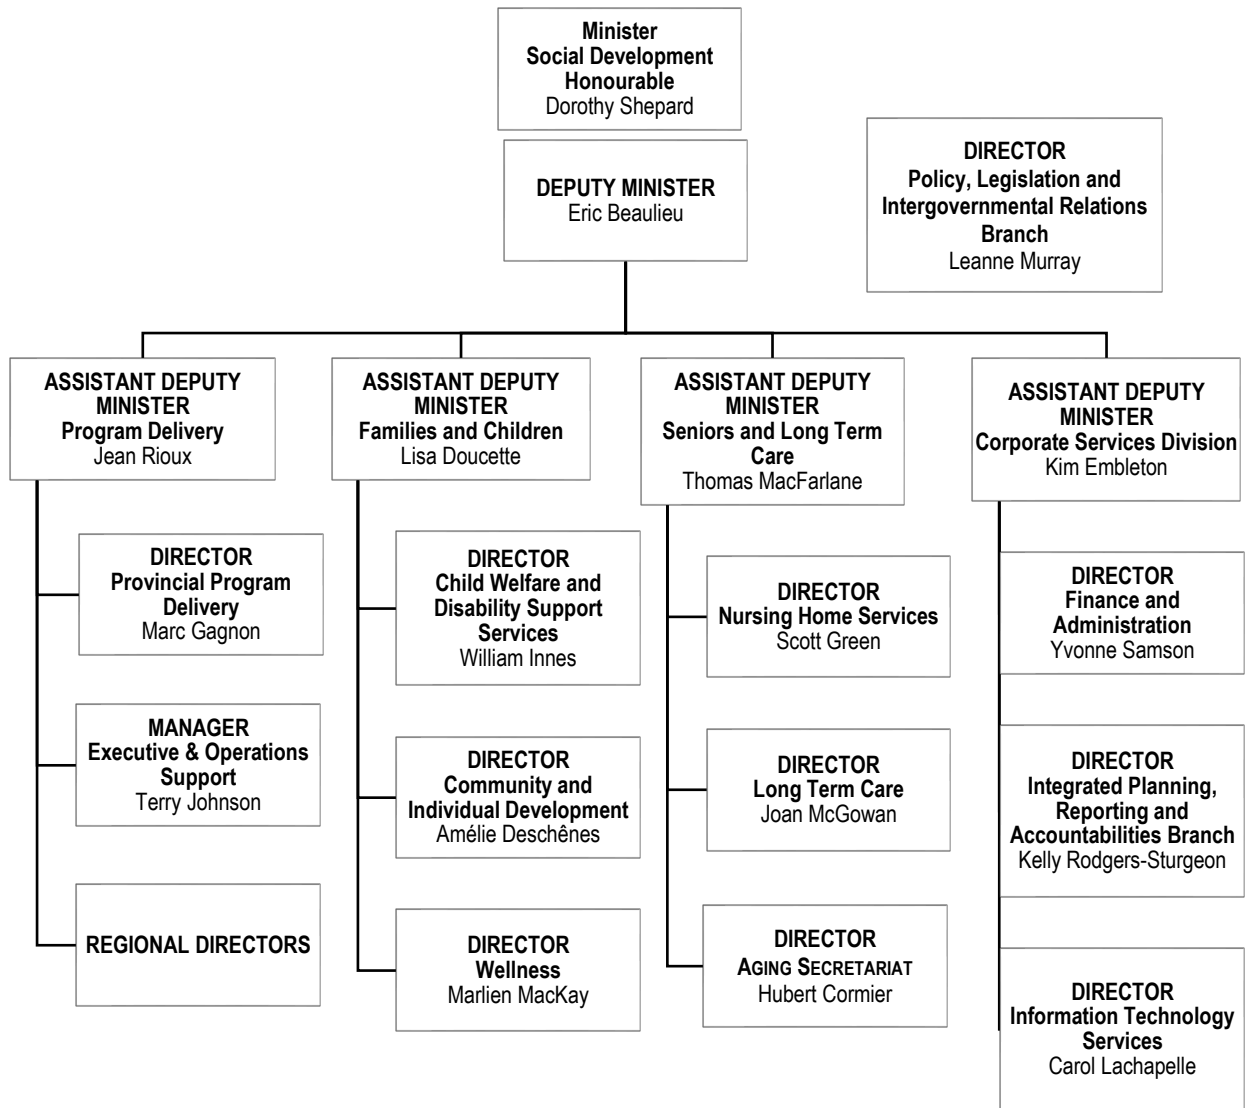 Minister
Social Development
Honourable
Dorothy Shepard
DEPUTY MINISTER
Eric Beaulieu
DIRECTOR
Policy, Legislation and
Intergovernmental Relations
Branch
Leanne Murray
ASSISTANT DEPUTY
MINISTER
Program Delivery
Jean Rioux
DIRECTOR
Provincial Program
Delivery
Marc Gagnon
MANAGER
Executive & Operations
Support
Terry Johnson
REGIONAL DIRECTORS
ASSISTANT DEPUTY
MINISTER
Families and Children
Lisa Doucette
DIRECTOR
Child Welfare and
Disability Support
Services
William Innes
DIRECTOR
Community and
Individual Development
Amélie Deschênes
DIRECTOR
Wellness
Marlien MacKay
ASSISTANT DEPUTY
MINISTER
Seniors and Long Term
Care
Thomas MacFarlane
DIRECTOR
Nursing Home Services
Scott Green
DIRECTOR
Long Term Care
Joan McGowan
DIRECTOR
AGING SECRETARIAT
Hubert Cormier
ASSISTANT DEPUTY
MINISTER
Corporate Services Division
Kim Embleton
DIRECTOR
Finance and
Administration
Yvonne Samson
DIRECTOR
Integrated Planning,
Reporting and
Accountabilities Branch
Kelly Rodgers-Sturgeon
DIRECTOR
Information Technology
Services
Carol Lachapelle